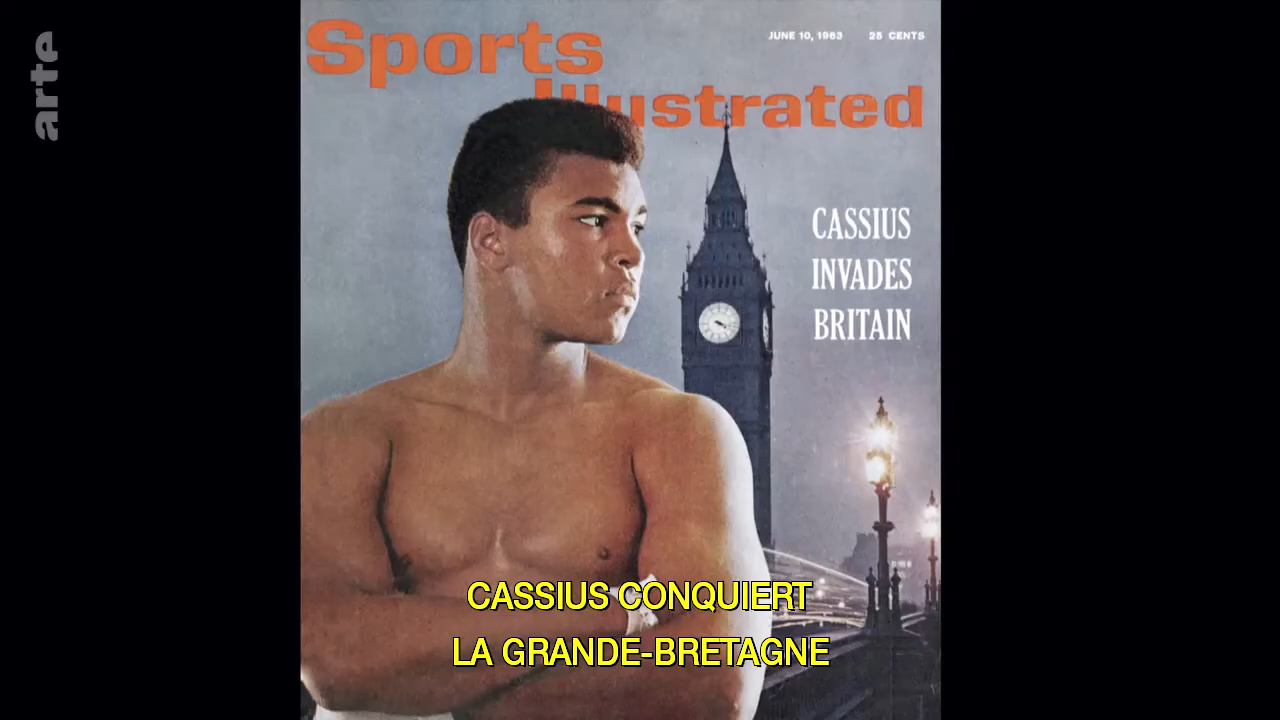 arte
Sports
JUNE 10, 1963 25 CENTS
Illustrated
CASSIUS
INVADES
BRITAIN
CASSIUS CONQUIERT
LA GRANDE-BRETAGNE